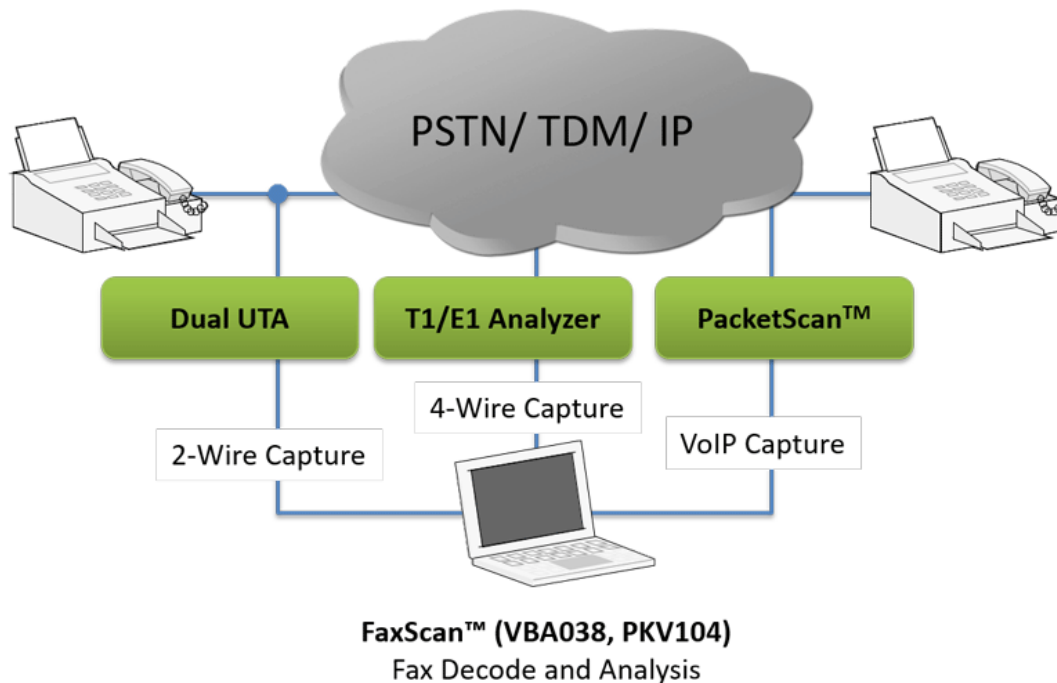 PSTN/ TDM/ IP
Dual UTA
T1/E1 Analyzer
PacketScan™
4-Wire Capture
2-Wire Capture
VoIP Capture
FaxScan™ (VBA038, PKV104)
Fax Decode and Analysis